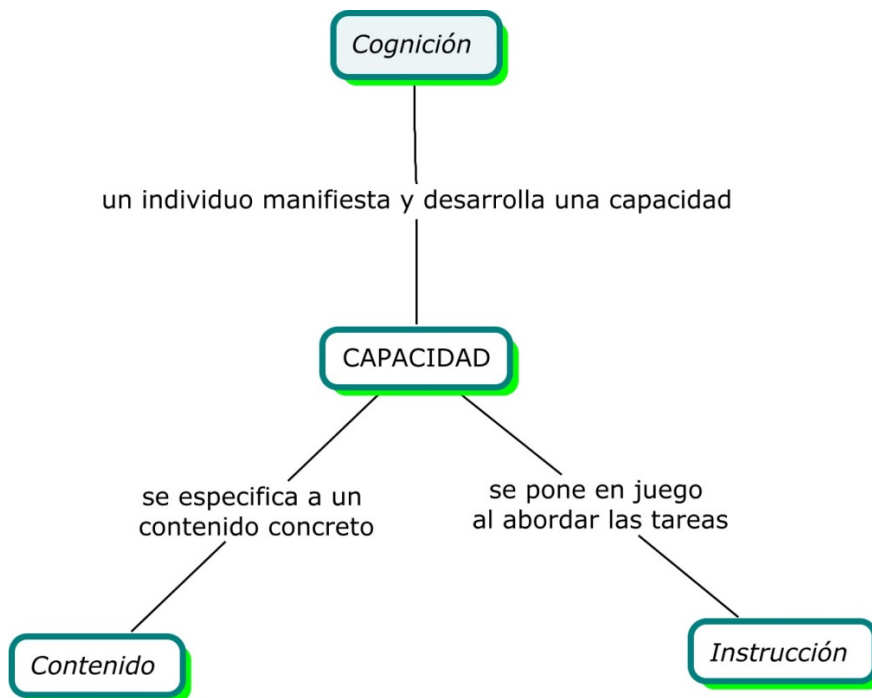 Cognición
un individuo manifiesta y desarrolla una capacidad
CAPACIDAD
se especifica a un
contenido concreto
se pone en juego
al abordar las tareas
Contenido
Instrucción